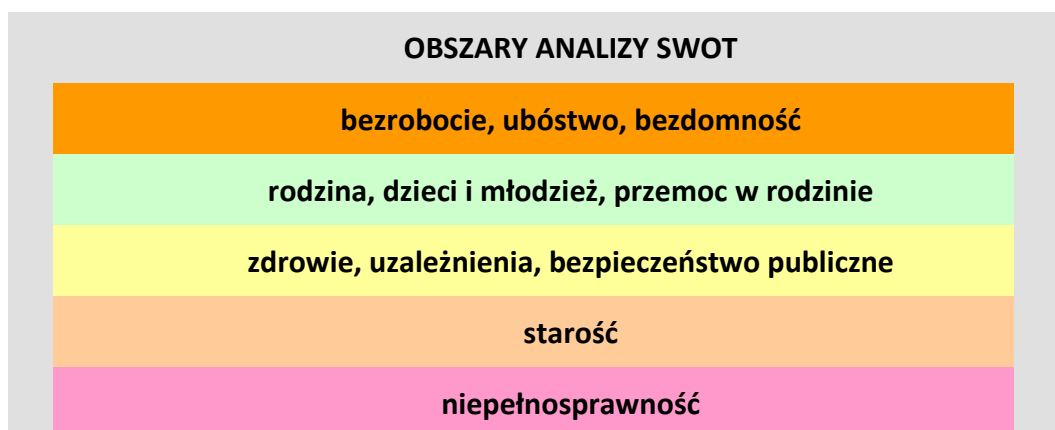 OBSZARY ANALIZY SWOT
bezrobocie, ubóstwo, bezdomność
rodzina, dzieci i młodzież, przemoc w rodzinie
zdrowie, uzależnienia, bezpieczeństwo publiczne
starość
niepełnosprawność